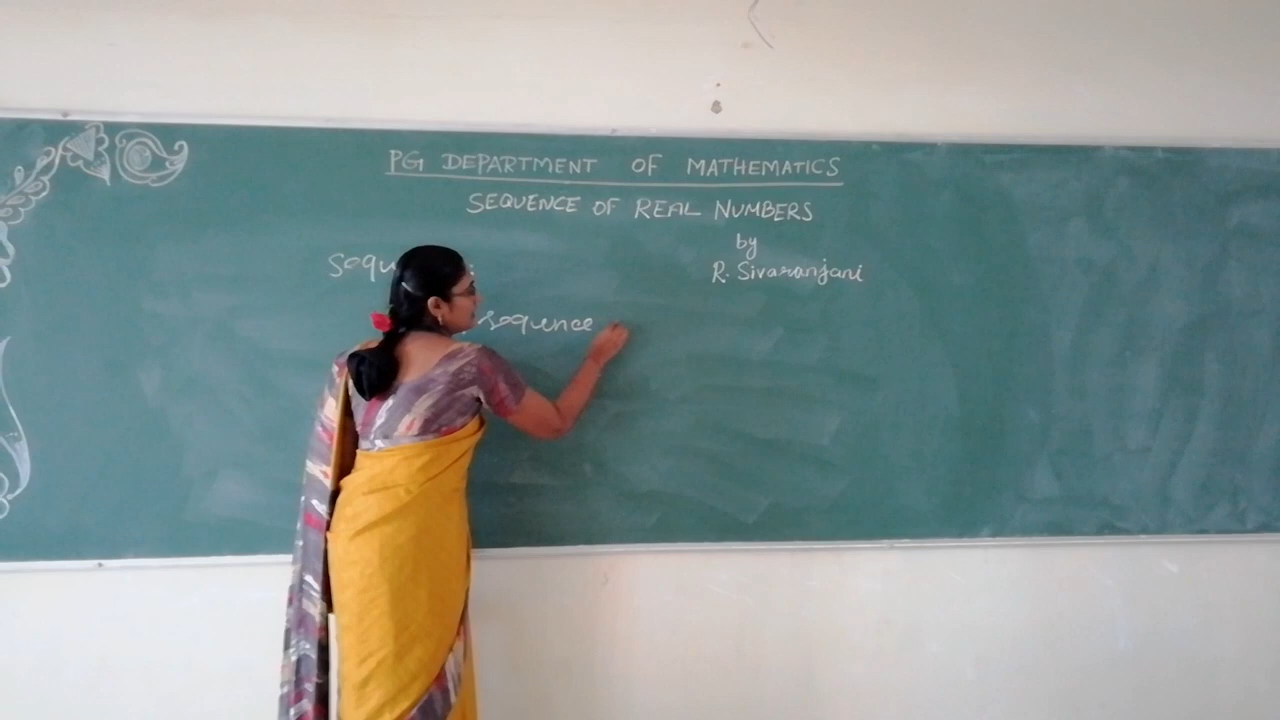 PG DEPARTMENT OF MATHEMATICS
SEQUENCE OF REAL NUMBERS
by
R. Sivaranjani
sequence